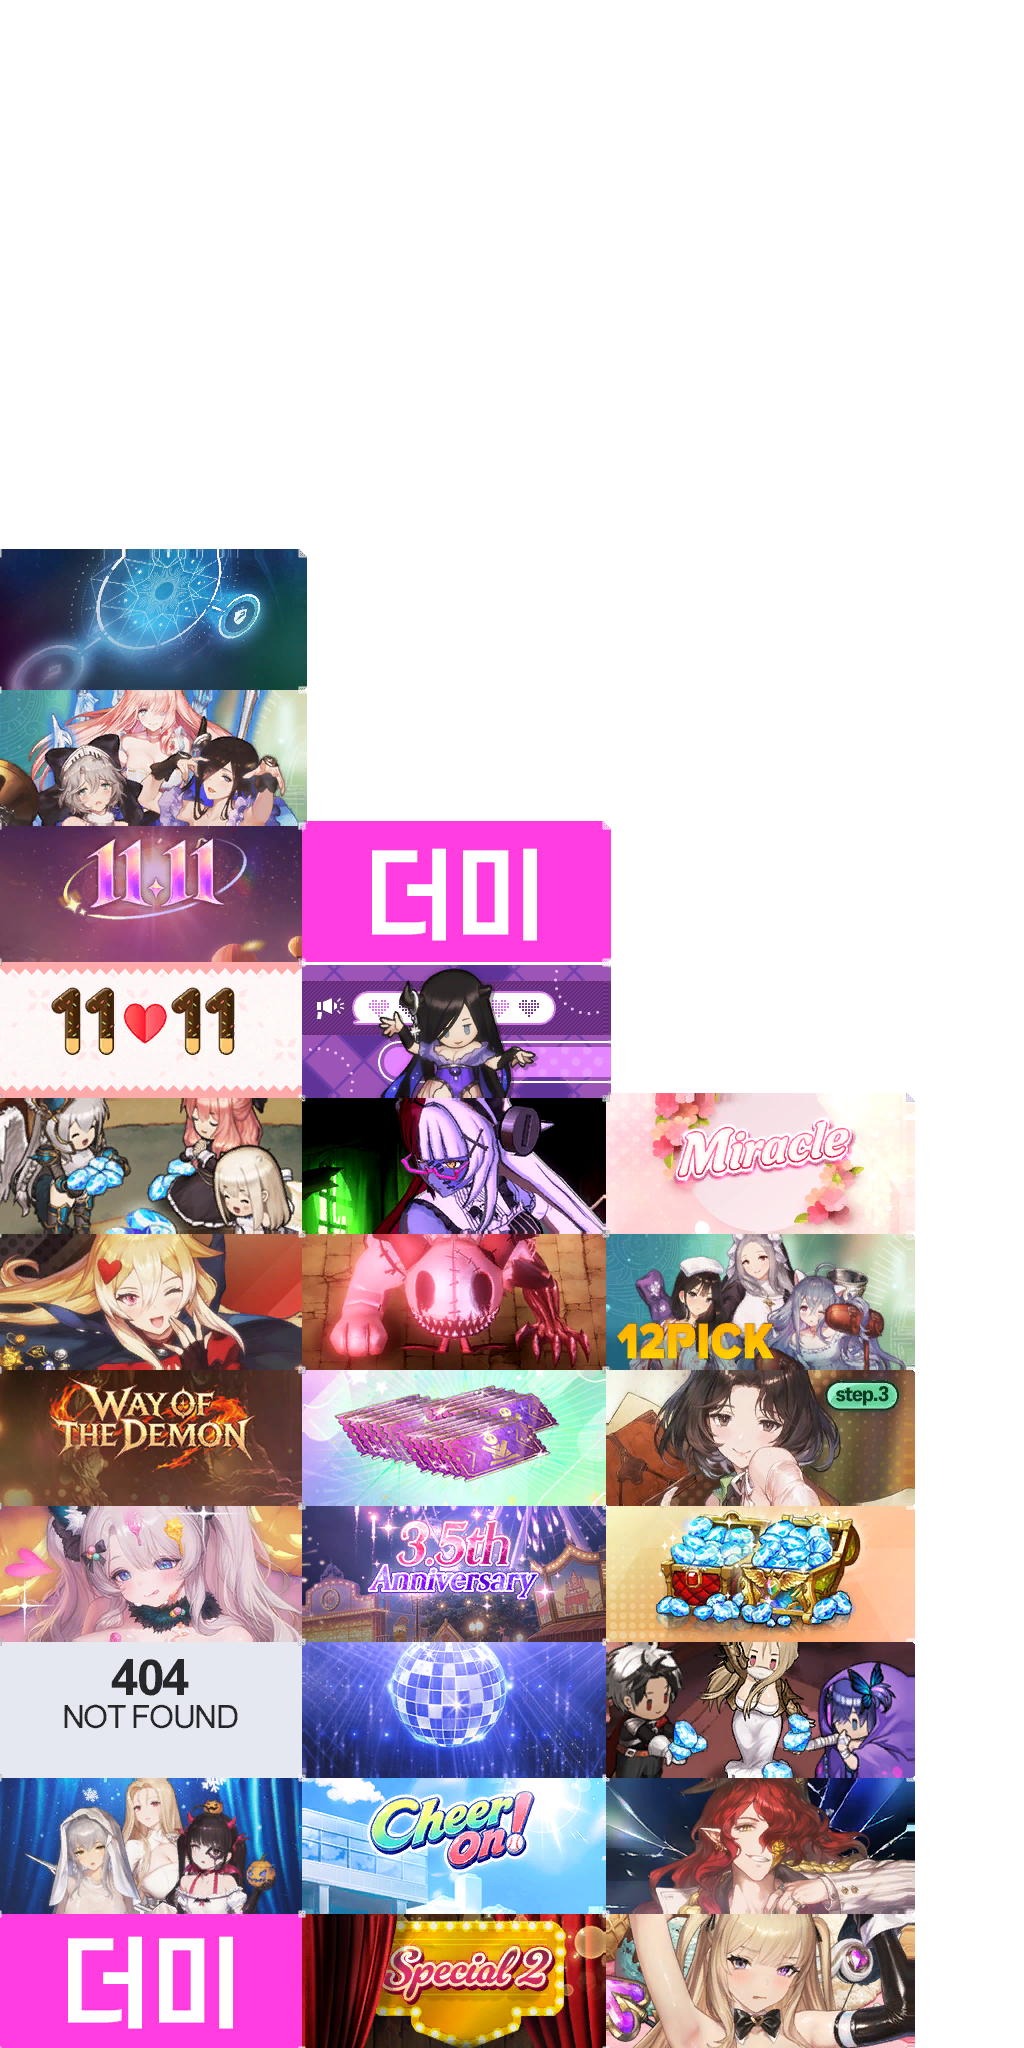 11.11
더미
11 11
Miracle
12PICK
WAY OF
THE DEMON
step.3
3.5th
Anniversary
404
NOT FOUND
Cheer
on!
더미
Special 2